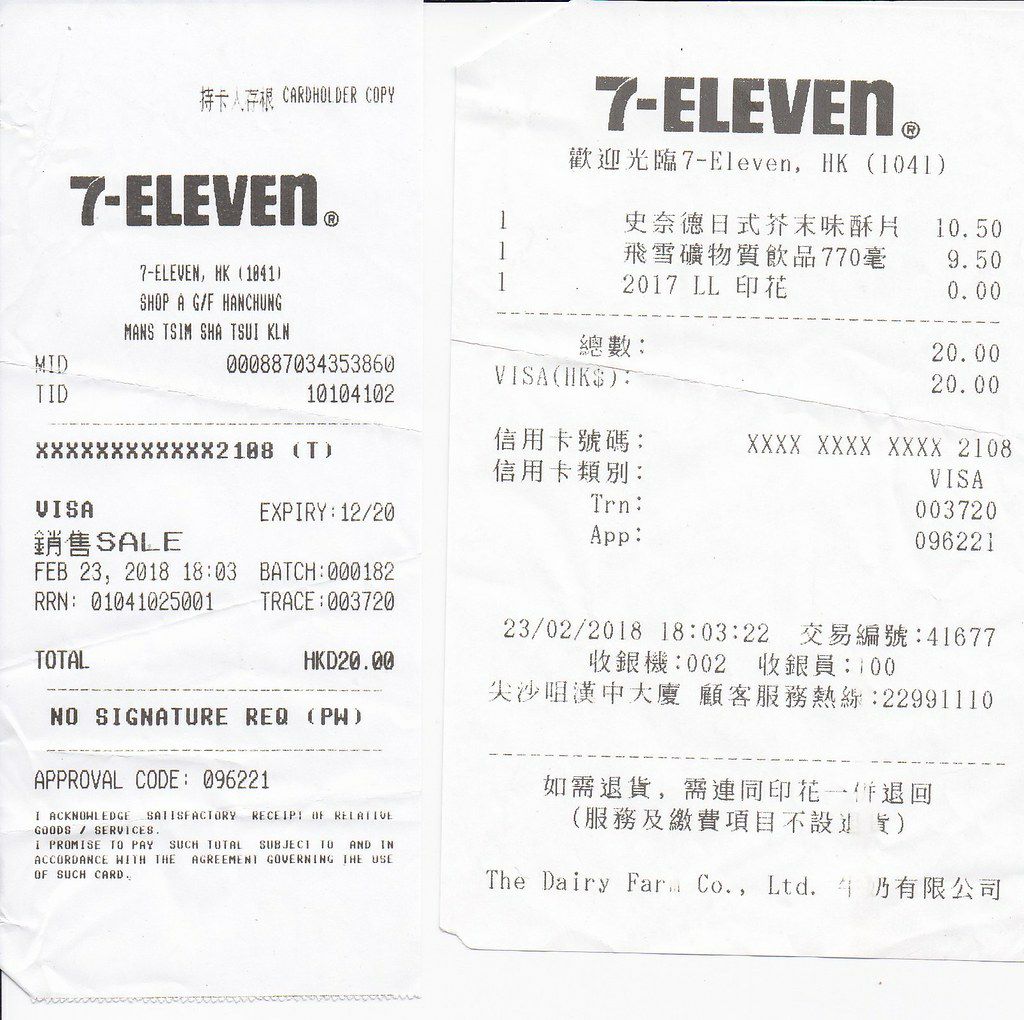 持卡人存根 CARDHOLDER COPY
7-ELEVEN®
7-ELEVEN, HK (1041)
SHOP A G/F HANCHUNG
MANS TSIM SHA TSUI KLN
MID 000887034353860
TID 10104102
XXXXXXXXXXXX2108 (T)
VISA EXPIRY:12/20
銷售SALE
FEB 23, 2018 18:03 BATCH:000182
RRN: 01041025001 TRACE:003720
TOTAL HKD20.00
NO SIGNATURE REQ (PW)
APPROVAL CODE: 096221
I ACKNOWLEDGE SATISFACTORY RECEIPT OF RELATIVE
GOODS / SERVICES.
I PROMISE TO PAY SUCH TOTAL SUBJECT TO AND IN
ACCORDANCE WITH THE AGREEMENT GOVERNING THE USE
OF SUCH CARD.
7-ELEVEN®
歡迎光臨7-Eleven, HK (1041)
1 史奈德日式芥末味酥片 10.50
1 飛雪礦物質飲品770毫 9.50
1 2017 LL 印花 0.00
總數: 20.00
VISA(HK$): 20.00
信用卡號碼: XXXX XXXX XXXX 2108
信用卡類別: VISA
Trn: 003720
App: 096221
23/02/2018 18:03:22 交易編號:41677
收銀機:002 收銀員:100
尖沙咀漢中大廈 顧客服務熱線:22991110
如需退貨, 需連同印花一併退回
(服務及繳費項目不設退貨)
The Dairy Farm Co., Ltd. 牛奶有限公司